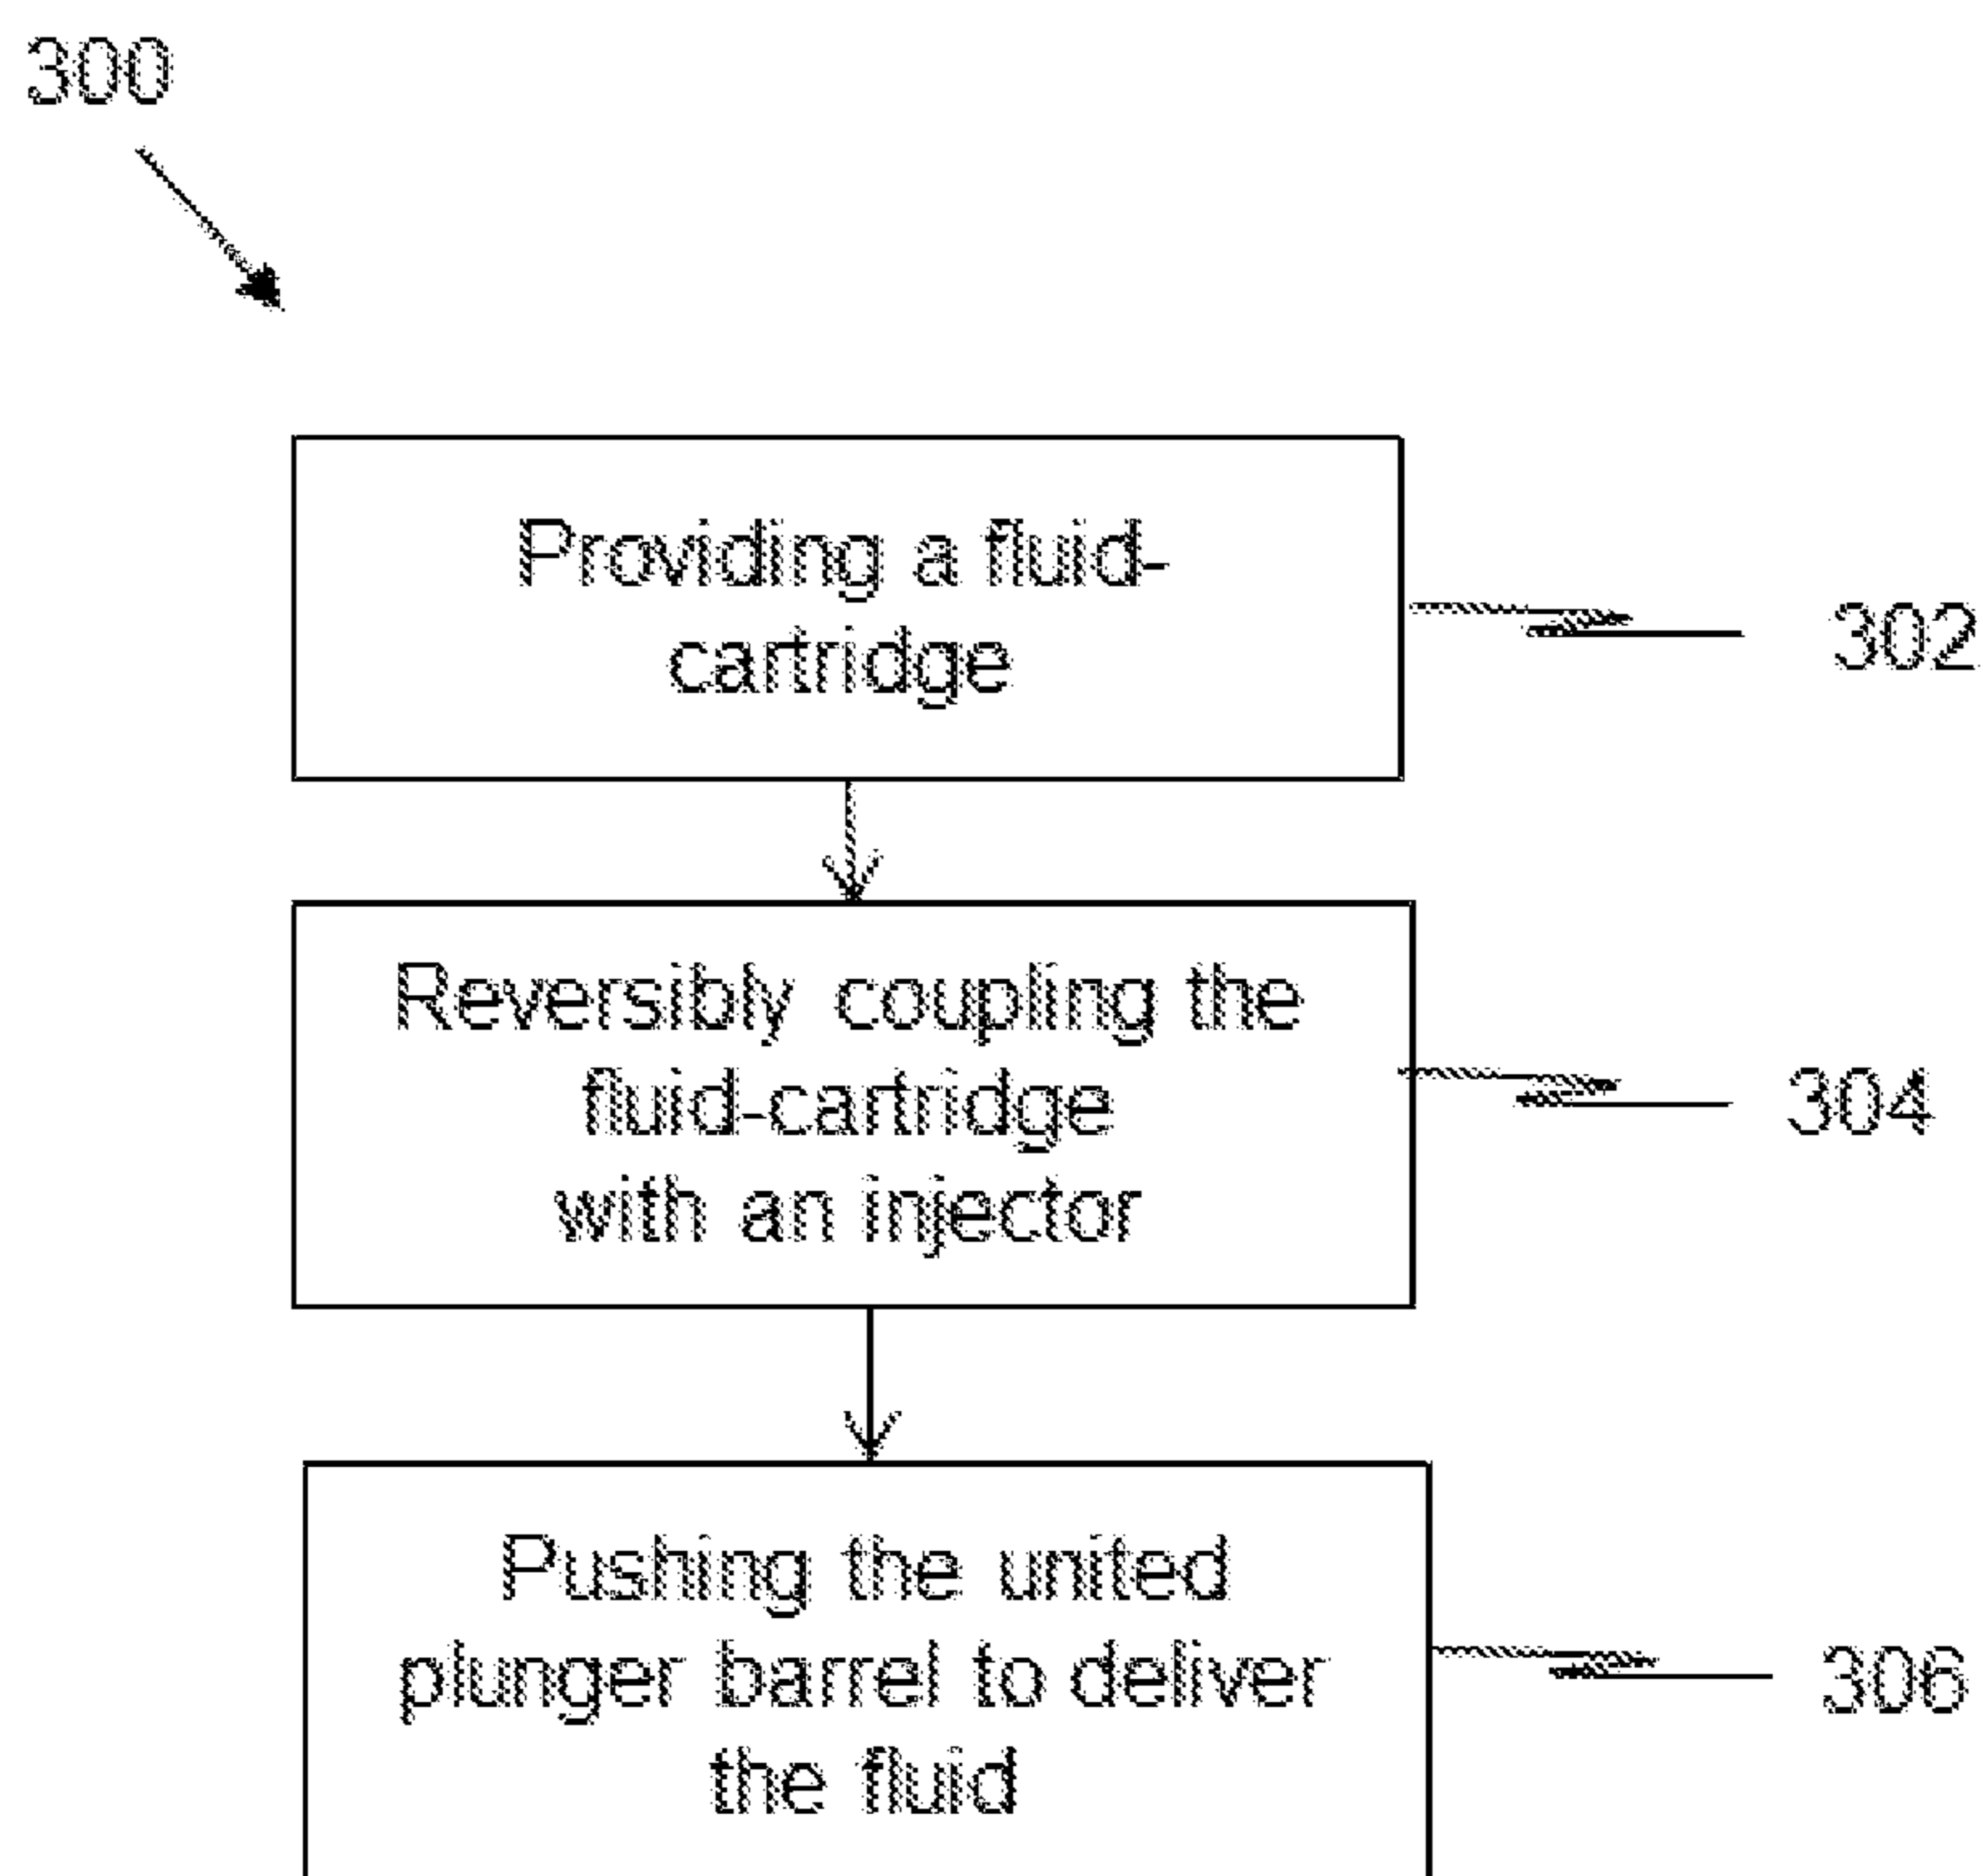 300
Providing a fluid-
cartridge
302
Reversibly coupling the
fluid-cartridge
with an injector
304
Pushing the united
plunger barrel to deliver
the fluid
306